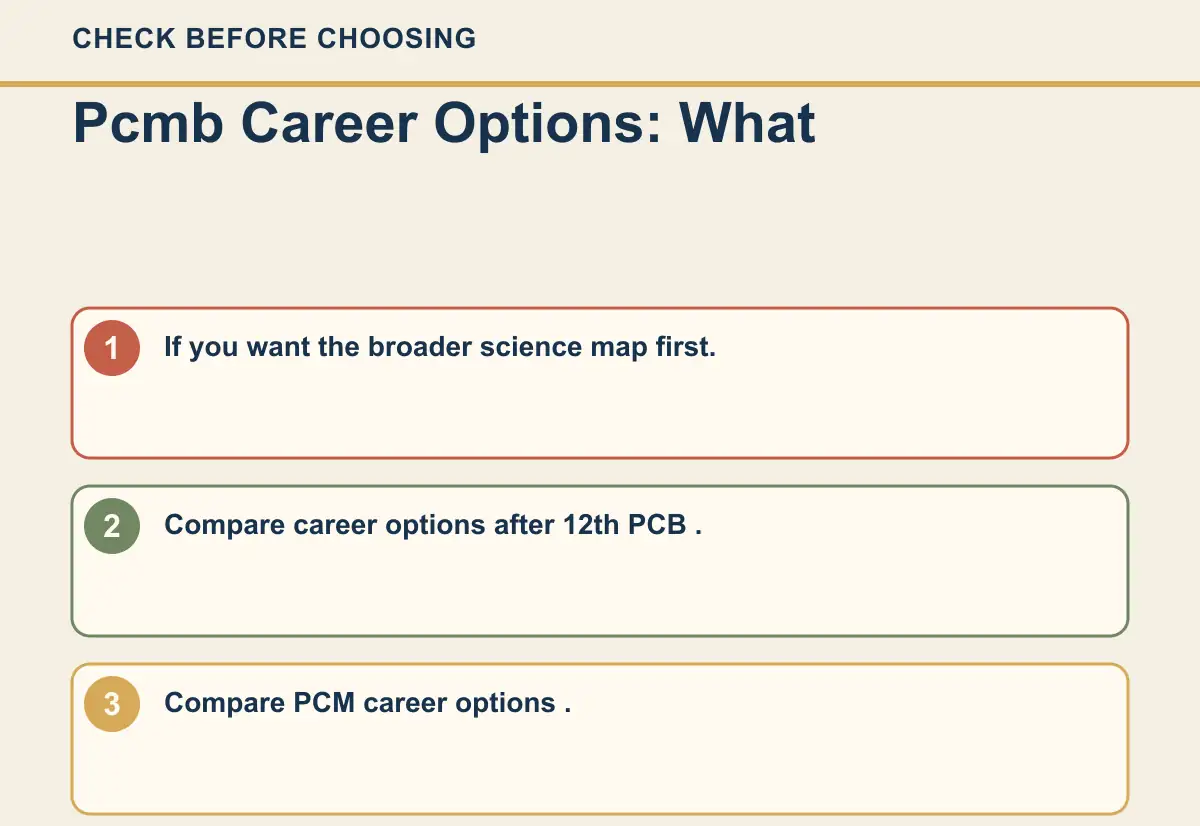 CHECK BEFORE CHOOSING
Pcmb Career Options: What
1 If you want the broader science map first.
2 Compare career options after 12th PCB .
3 Compare PCM career options .